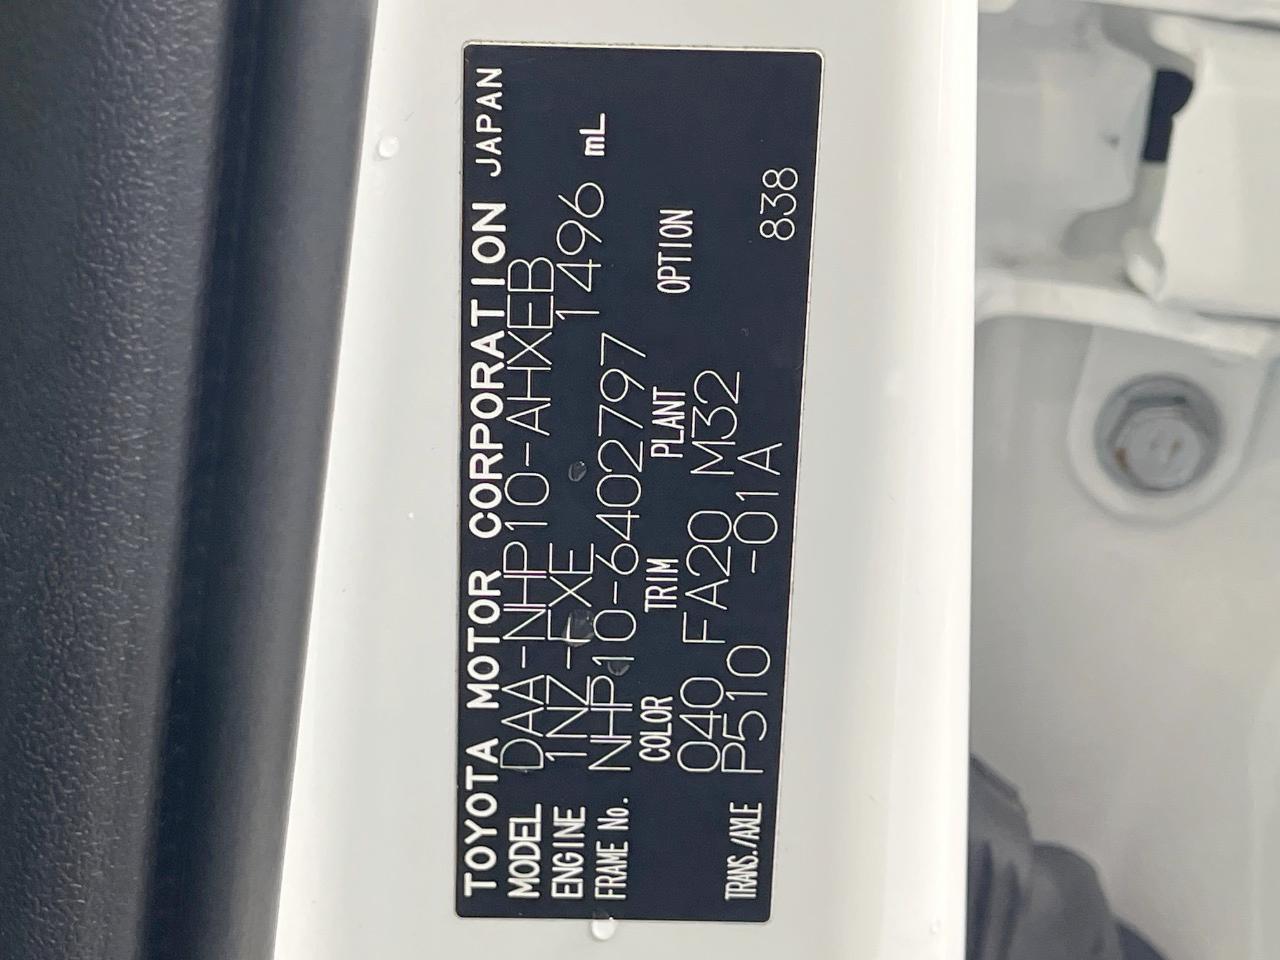 TOYOTA MOTOR CORPORATION JAPAN
MODEL DAA-NHP10-AHXEB
ENGINE 1NZ-FXE 1496 mL
FRAME No. NHP10-6402797
COLOR TRIM PLANT OPTION
040 FA20 M32
TRANS./AXLE P510 -01A 838